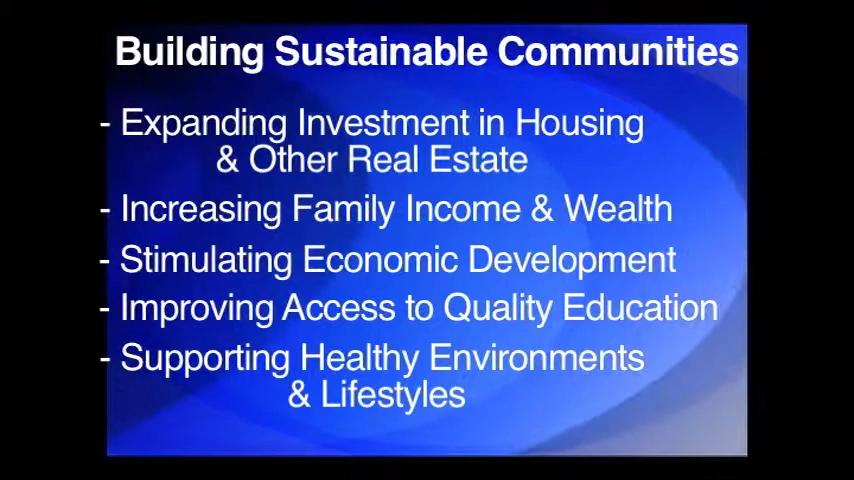 Building Sustainable Communities
- Expanding Investment in Housing
& Other Real Estate
- Increasing Family Income & Wealth
- Stimulating Economic Development
- Improving Access to Quality Education
- Supporting Healthy Environments
& Lifestyles